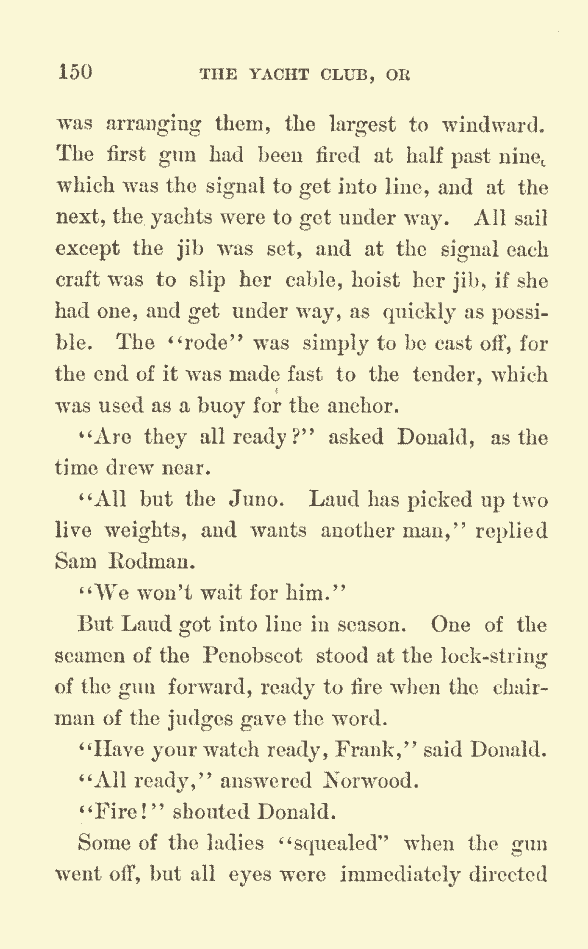 150 THE YACHT CLUB, OR
was arranging them, the largest to windward.
The first gun had been fired at half past nine,
which was the signal to get into line, and at the
next, the yachts were to get under way. All sail
except the jib was set, and at the signal each
craft was to slip her cable, hoist her jib, if she
had one, and get under way, as quickly as possi-
ble. The “rode” was simply to be cast off, for
the end of it was made fast to the tender, which
was used as a buoy for the anchor.
“Are they all ready?” asked Donald, as the
time drew near.
“All but the Juno. Laud has picked up two
live weights, and wants another man,” replied
Sam Rodman.
“We won’t wait for him.”
But Laud got into line in season. One of the
seamen of the Penobscot stood at the lock-string
of the gun forward, ready to fire when the chair-
man of the judges gave the word.
“Have your watch ready, Frank,” said Donald.
“All ready,” answered Norwood.
“Fire!” shouted Donald.
Some of the ladies “squealed” when the gun
went off, but all eyes were immediately directed